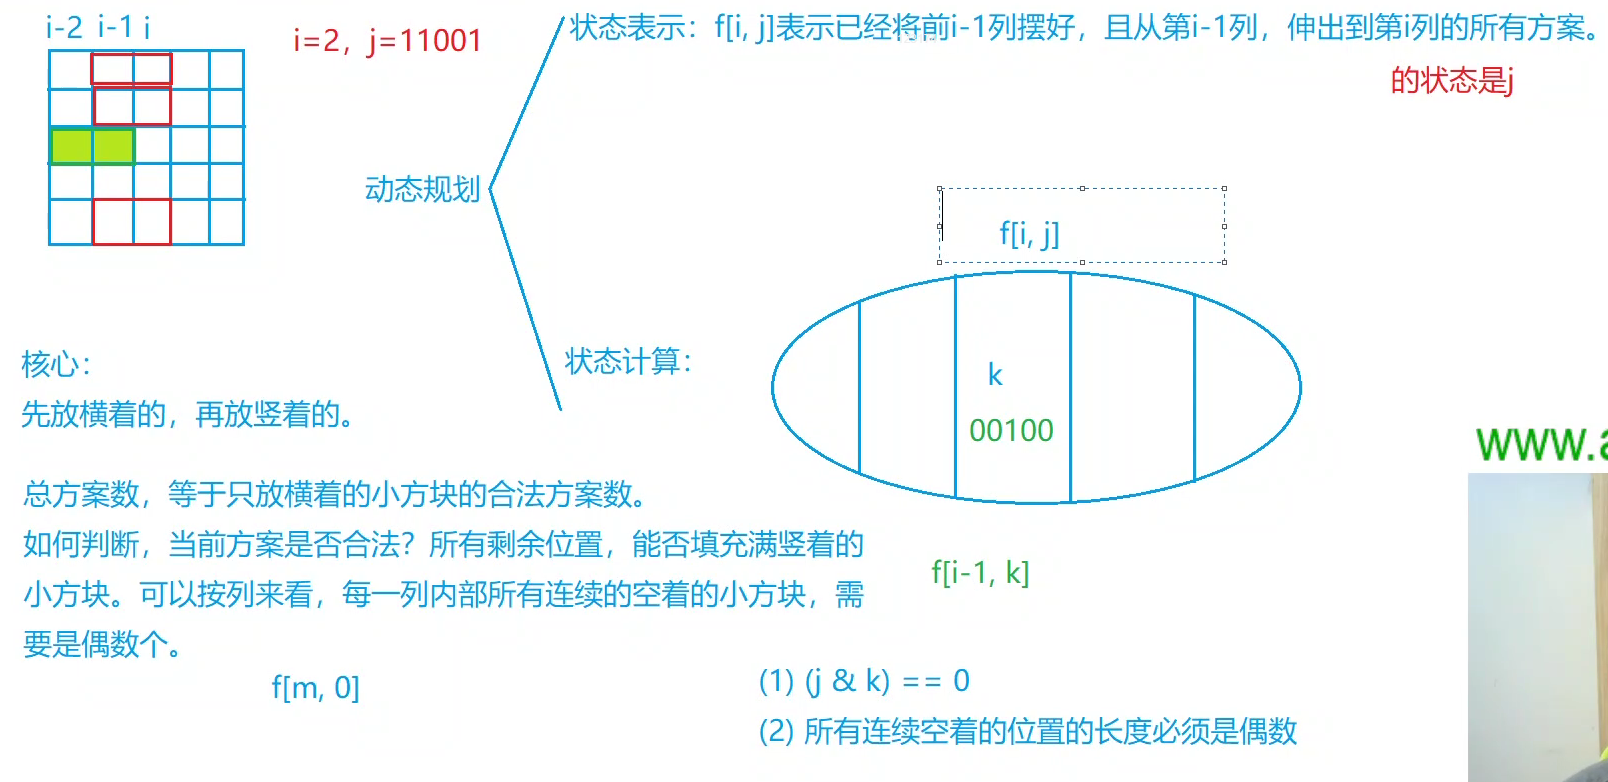 i-2 i-1 i
i=2，j=11001
状态表示：f[i, j]表示已经将前i-1列摆好，且从第i-1列，伸出到第i列的所有方案。
的状态是j
动态规划
f[i, j]
状态计算：
k
00100
f[i-1, k]
核心：
先放横着的，再放竖着的。
总方案数，等于只放横着的小方块的合法方案数。
如何判断，当前方案是否合法？所有剩余位置，能否填充满竖着的
小方块。可以按列来看，每一列内部所有连续的空着的小方块，需
要是偶数个。
f[m, 0]
(1) (j & k) == 0
(2) 所有连续空着的位置的长度必须是偶数
www.a